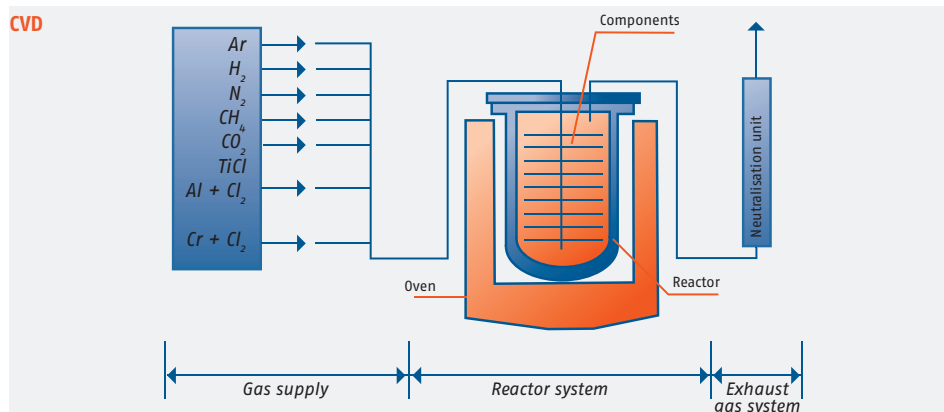 CVD
Ar
H₂
N₂
CH₄
CO₂
TiCl
Al + Cl₂
Cr + Cl₂
Components
Neutralisation unit
Oven
Reactor
Gas supply
Reactor system
Exhaust
gas system